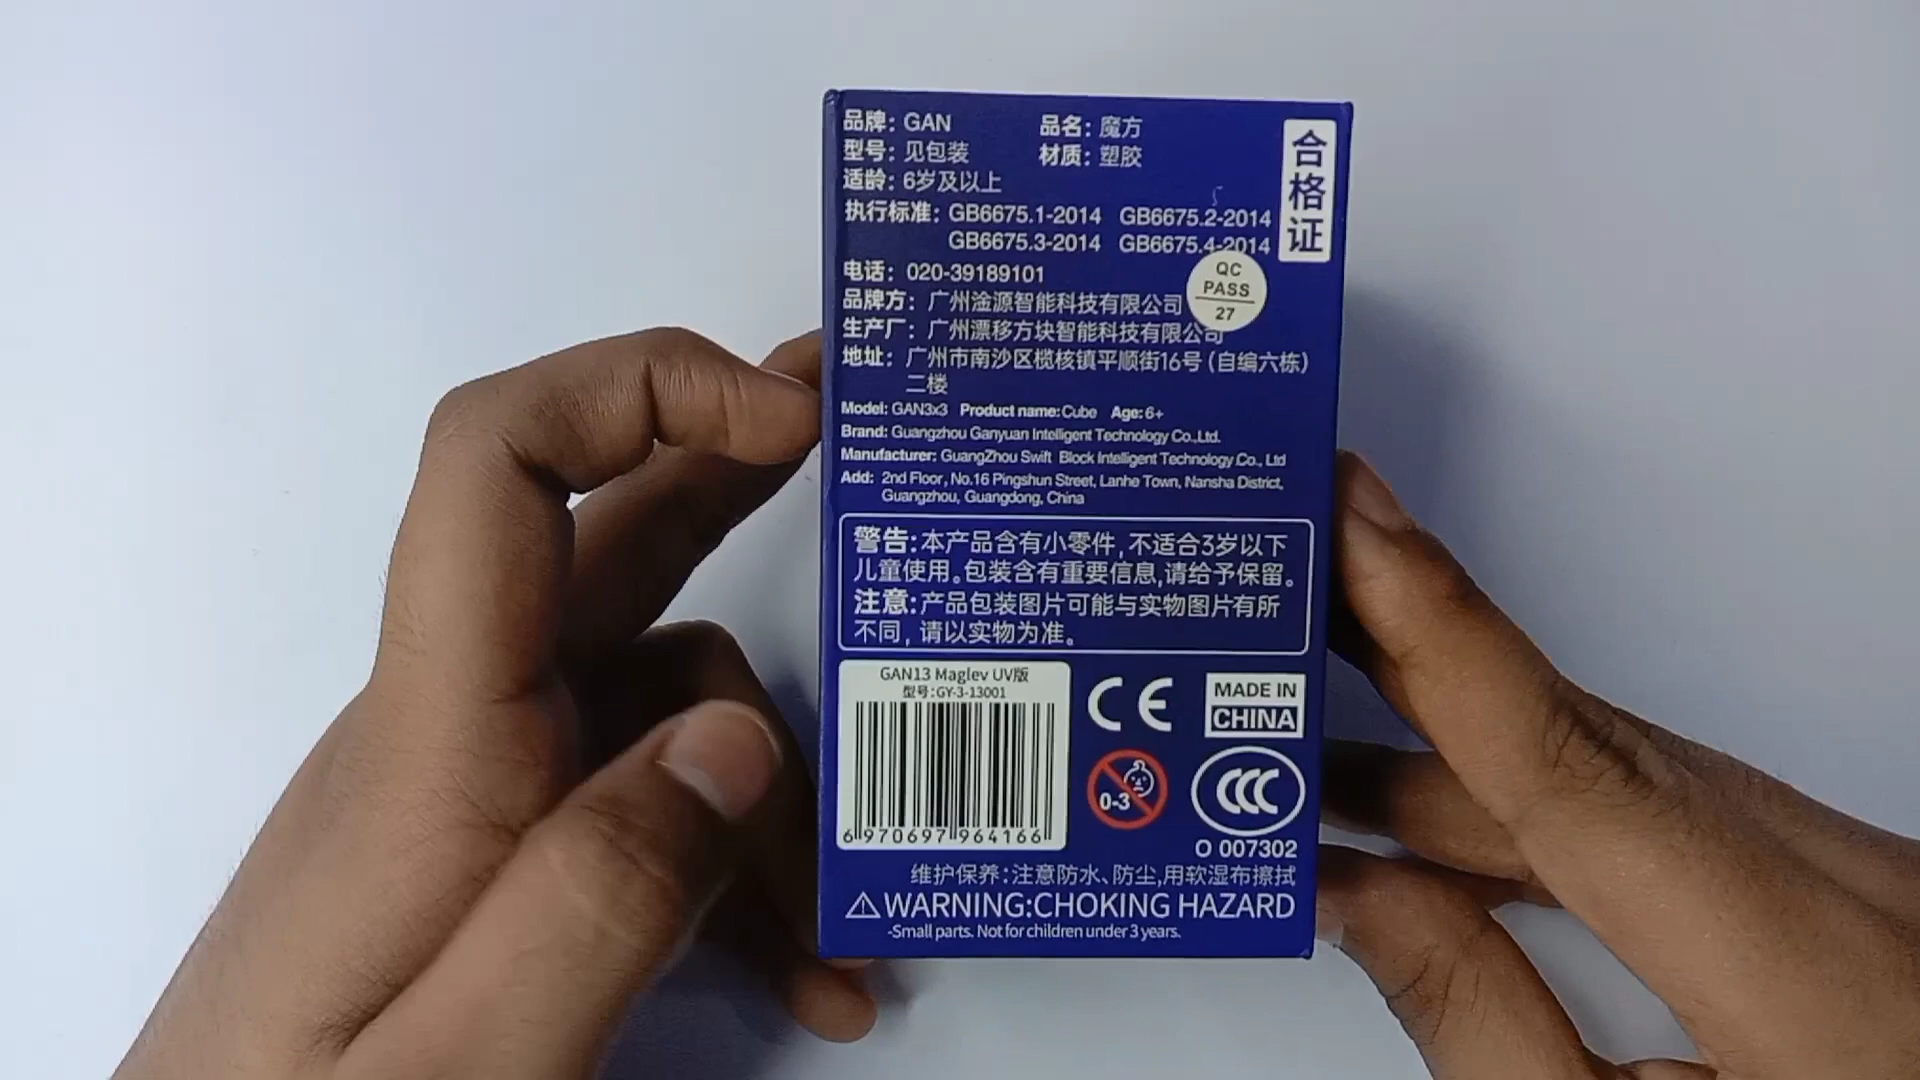 品牌: GAN 品名: 魔方
型号: 见包装 材质: 塑胶
适龄: 6岁及以上
执行标准: GB6675.1-2014 GB6675.2-2014
GB6675.3-2014 GB6675.4-2014
合格证
电话: 020-39189101
QC
PASS
27
品牌方: 广州淦源智能科技有限公司
生产厂: 广州漂移方块智能科技有限公司
地址: 广州市南沙区榄核镇平顺街16号(自编六栋)
二楼
Model: GAN3x3 Product name: Cube Age: 6+
Brand: Guangzhou Ganyuan Intelligent Technology Co.,Ltd.
Manufacturer: GuangZhou Swift Block Intelligent Technology Co., Ltd
Add: 2nd Floor, No.16 Pingshun Street, Lanhe Town, Nansha District,
Guangzhou, Guangdong, China
警告:本产品含有小零件,不适合3岁以下
儿童使用。包装含有重要信息,请给予保留。
注意:产品包装图片可能与实物图片有所
不同, 请以实物为准。
GAN13 Maglev UV版
型号:GY-3-13001
6 970697 964166
CE
MADE IN
CHINA
0-3
CCC
O 007302
维护保养:注意防水、防尘,用软湿布擦拭
⚠WARNING:CHOKING HAZARD
-Small parts. Not for children under 3 years.